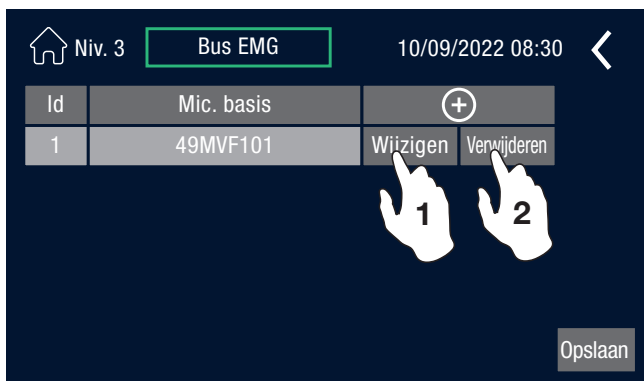 Niv. 3 Bus EMG 10/09/2022 08:30
Id Mic. basis
1 49MVF101 Wijzigen Verwijderen
1 2
Opslaan